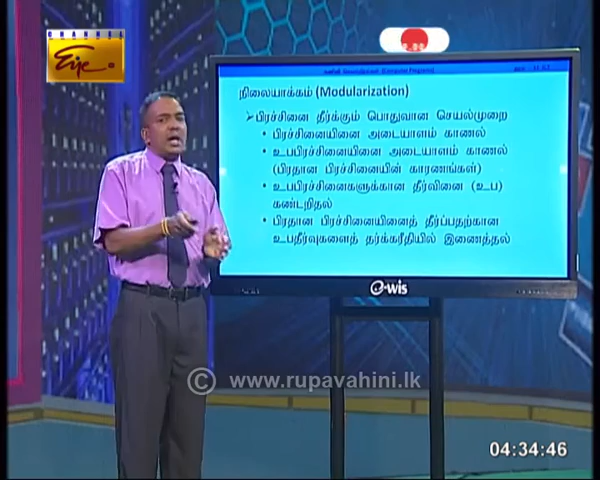 CHANNEL
Eye
நிலையாக்கம் (Modularization)
➢பிரச்சினை தீர்க்கும் பொதுவான செயல்முறை
• பிரச்சினையினை அடையாளம் காணல்
• உபபிரச்சினையினை அடையாளம் காணல்
(பிரதான பிரச்சினையின் காரணங்கள்)
• உபபிரச்சினைகளுக்கான தீர்வினை (உப)
கண்டறிதல்
• பிரதான பிரச்சினையினைத் தீர்ப்பதற்கான
உபதீர்வுகளைத் தர்க்கரீதியில் இணைத்தல்
e-wis
© www.rupavahini.lk
04:34:46